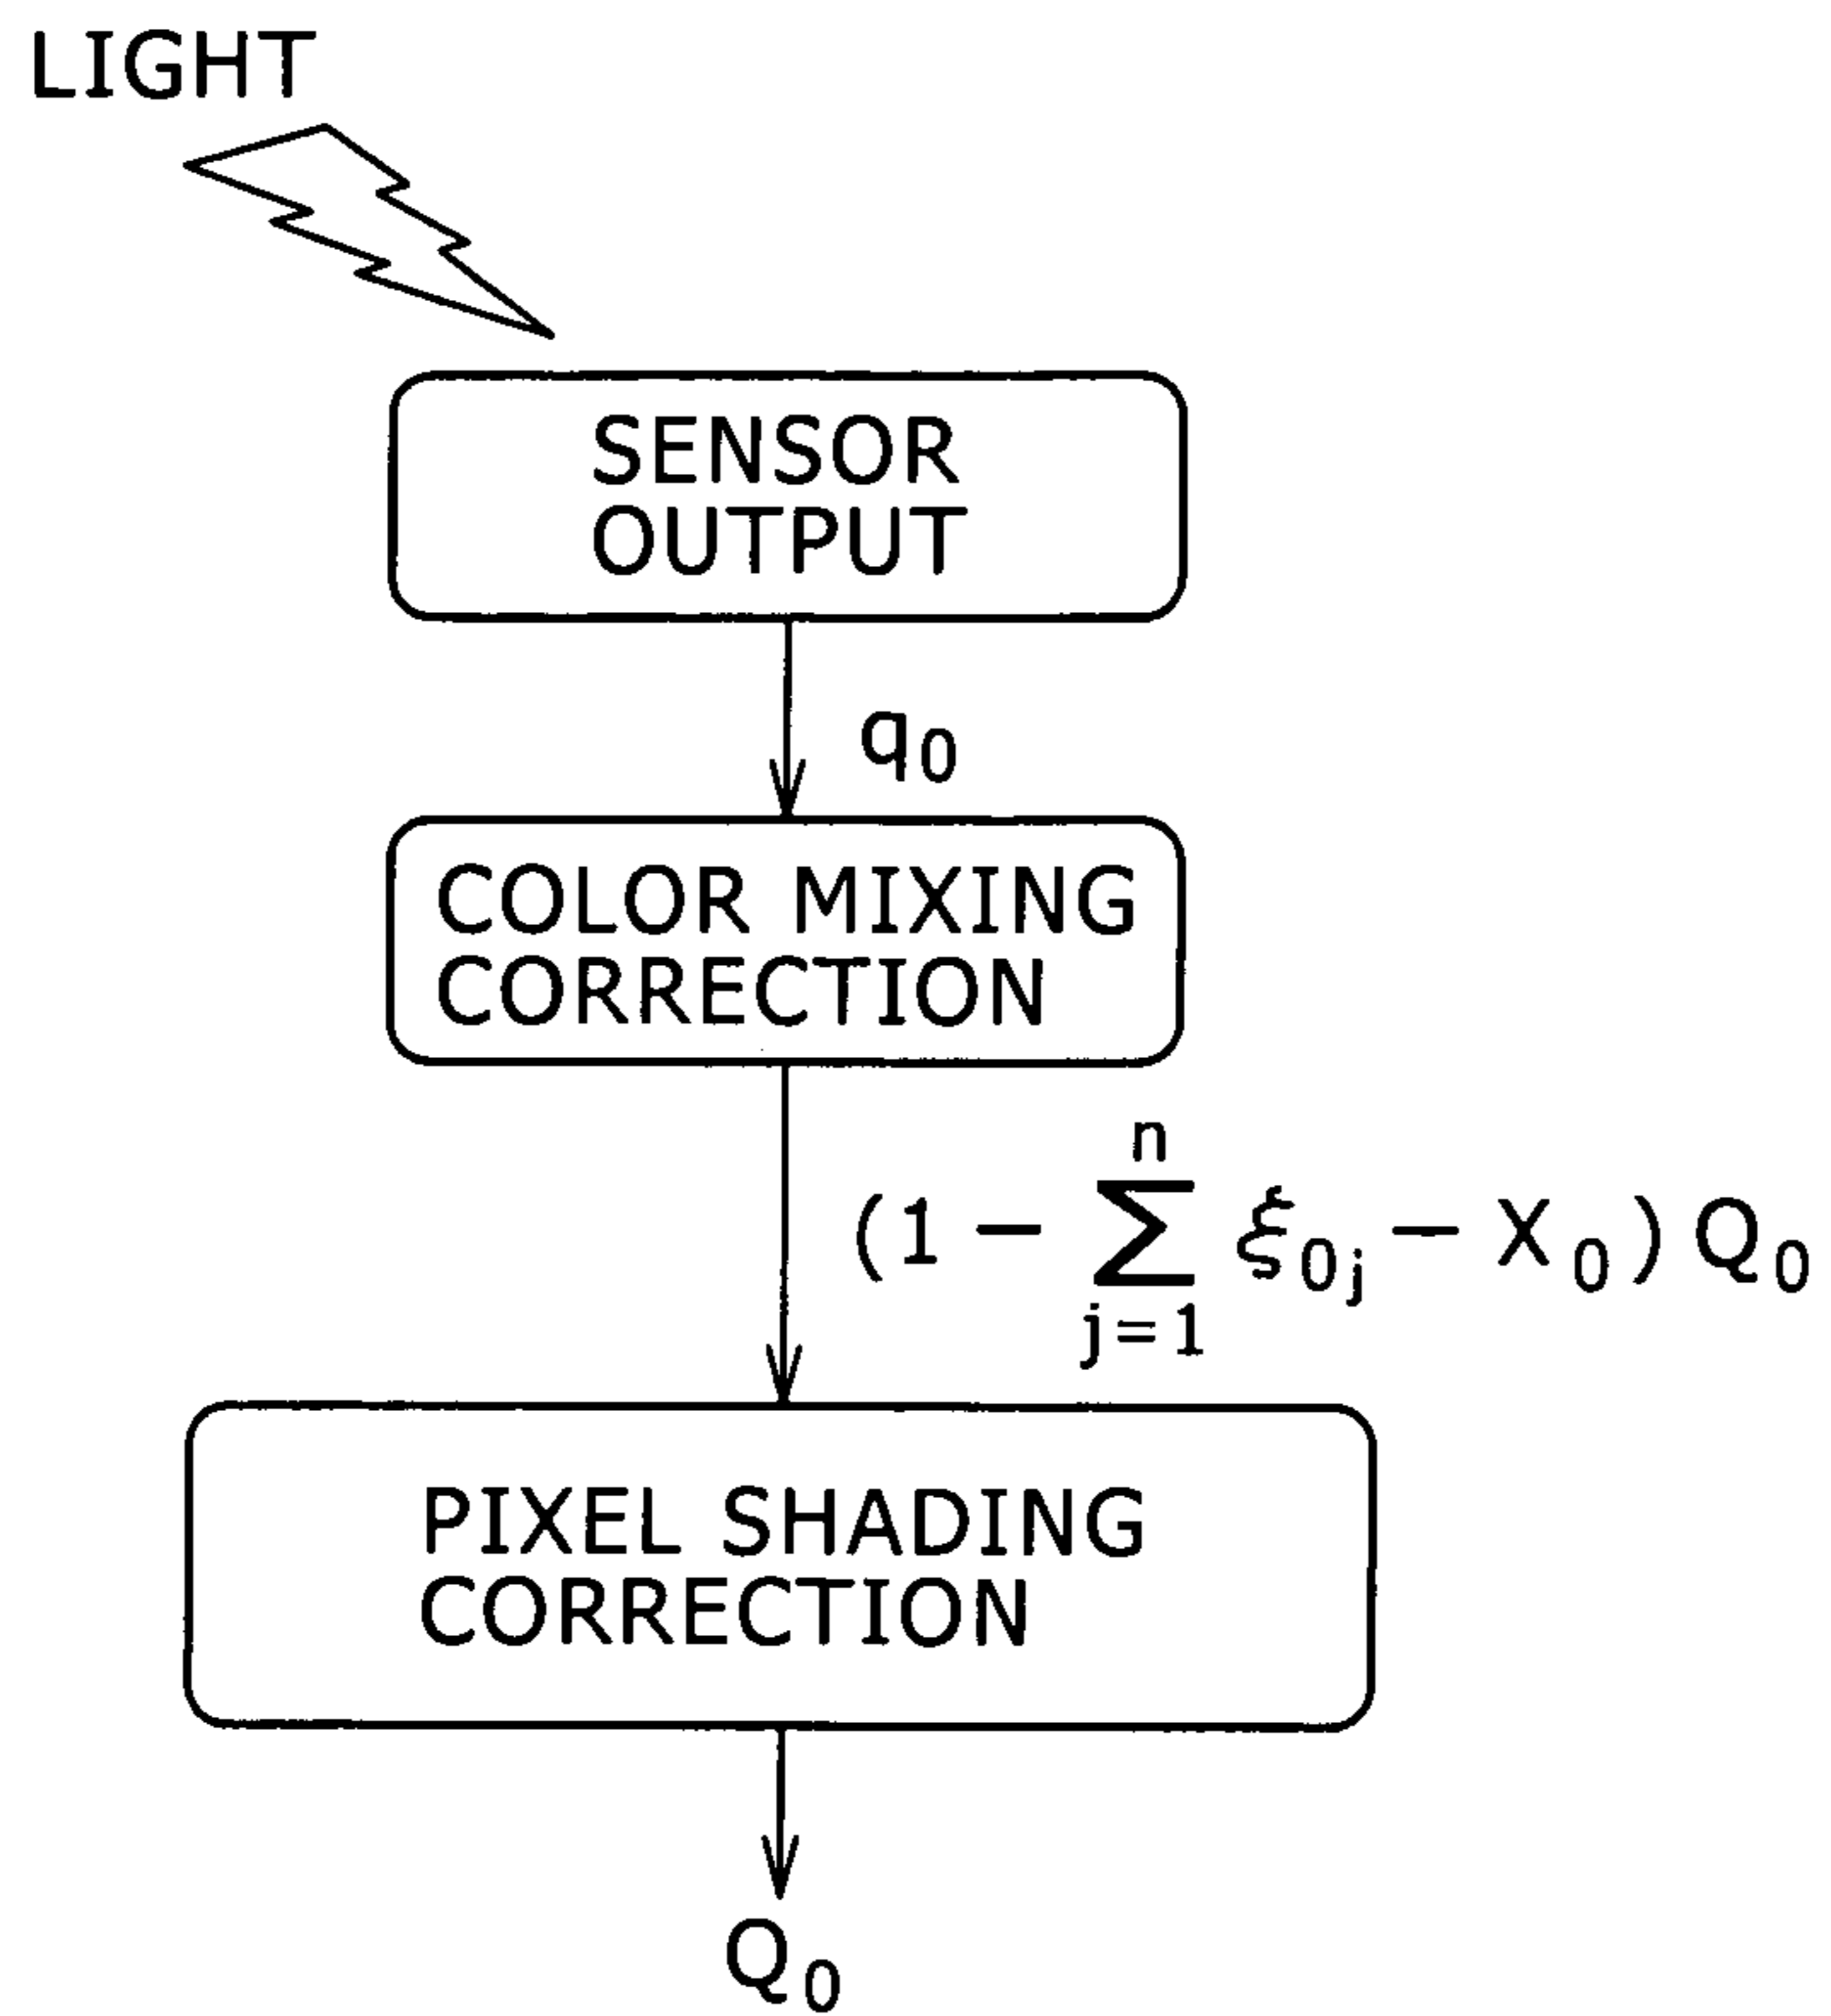 LIGHT
SENSOR
OUTPUT
q₀
COLOR MIXING
CORRECTION
n
(1 − ∑ ξ₀ⱼ − X₀) Q₀
j=1
PIXEL SHADING
CORRECTION
Q₀